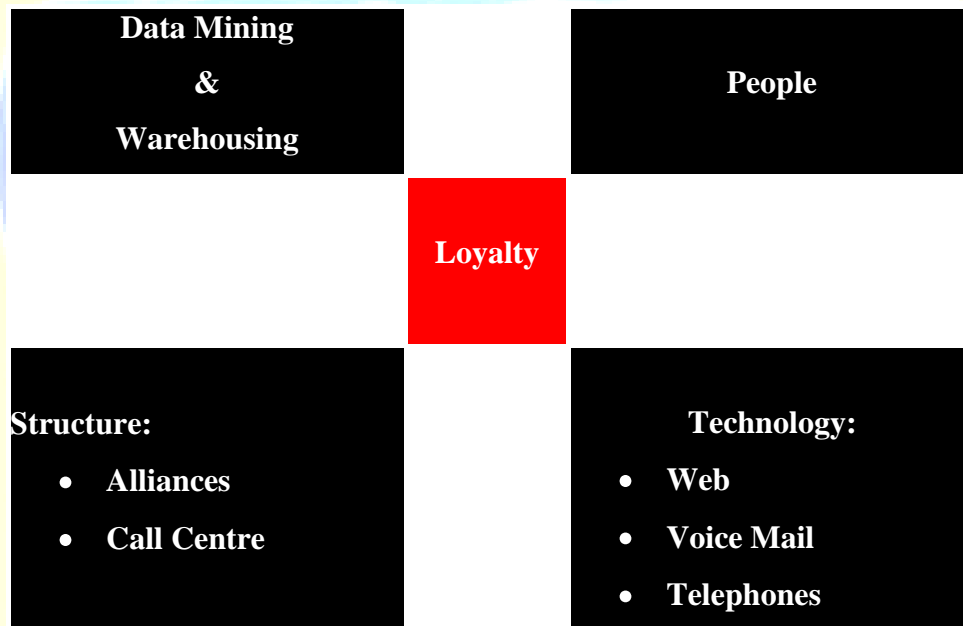 Data Mining
&
Warehousing
People
Loyalty
Structure:
• Alliances
• Call Centre
Technology:
• Web
• Voice Mail
• Telephones